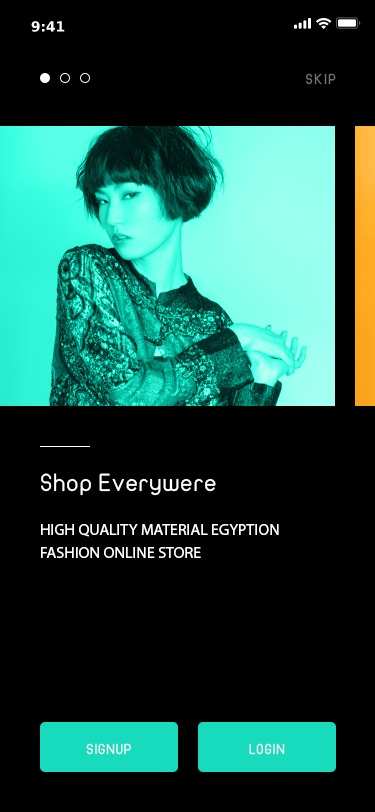 9:41
SKIP
Shop Everywere
HIGH QUALITY MATERIAL EGYPTION
FASHION ONLINE STORE
SIGNUP
LOGIN